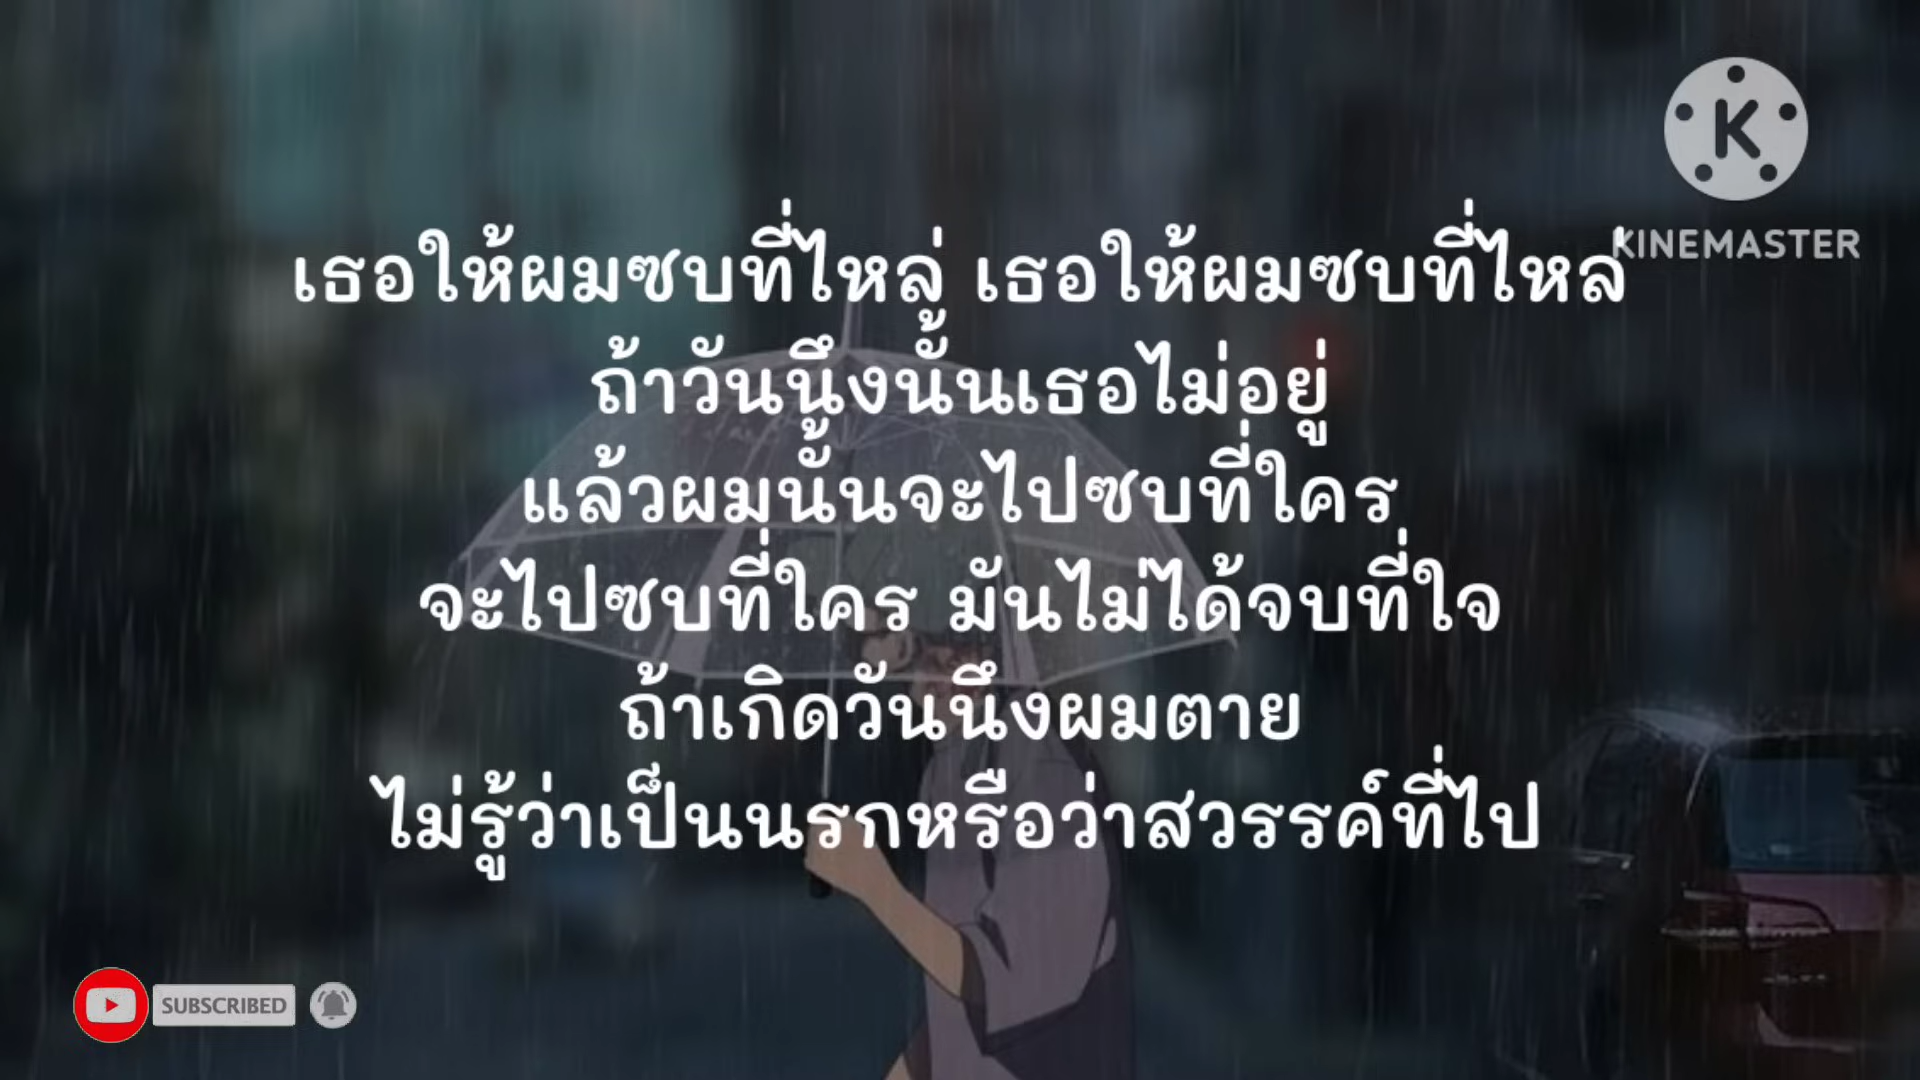 KINEMASTER
เธอให้ผมซบที่ไหล่ เธอให้ผมซบที่ไหล่
ถ้าวันนึงนั้นเธอไม่อยู่
แล้วผมนั้นจะไปซบที่ใคร
จะไปซบที่ใคร มันไม่ได้จบที่ใจ
ถ้าเกิดวันนึงผมตาย
ไม่รู้ว่าเป็นนรกหรือว่าสวรรค์ที่ไป
SUBSCRIBED